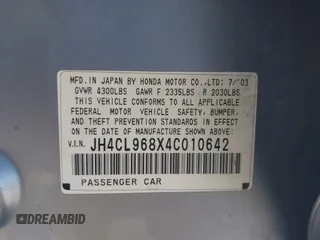 MFD.IN JAPAN BY HONDA MOTOR CO.,LTD: 7/03
GVWR 4300LBS GAWR F 2335LBS R 2030LBS
THIS VEHICLE CONFORMS TO ALL APPLICABLE
FEDERAL MOTOR VEHICLE SAFETY, BUMPER,
AND THEFT PREVENTION STANDARDS IN EFFECT
ON THE DATE OF MANUFACTURE SHOWN ABOVE.
V.I.N. JH4CL968X4C010642
PASSENGER CAR
DREAMBID